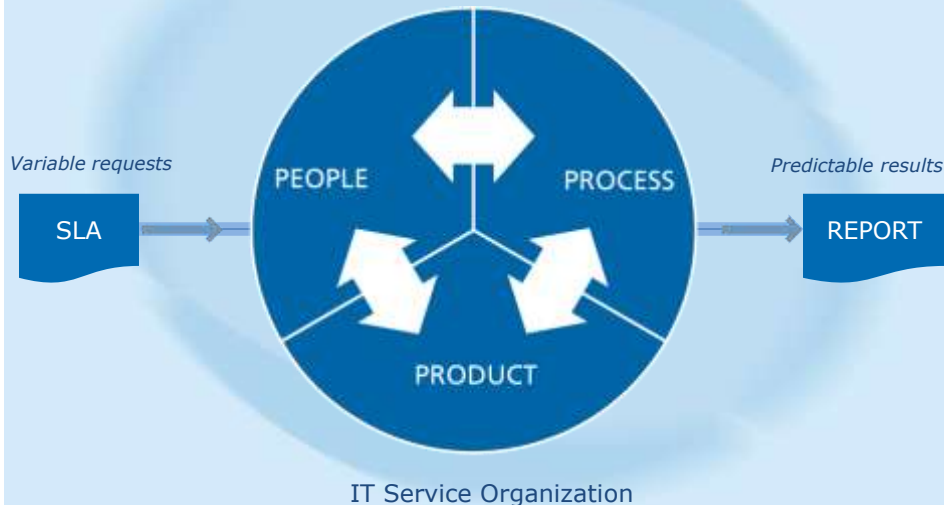 Variable requests
Predictable results
PEOPLE
PROCESS
SLA
REPORT
PRODUCT
IT Service Organization